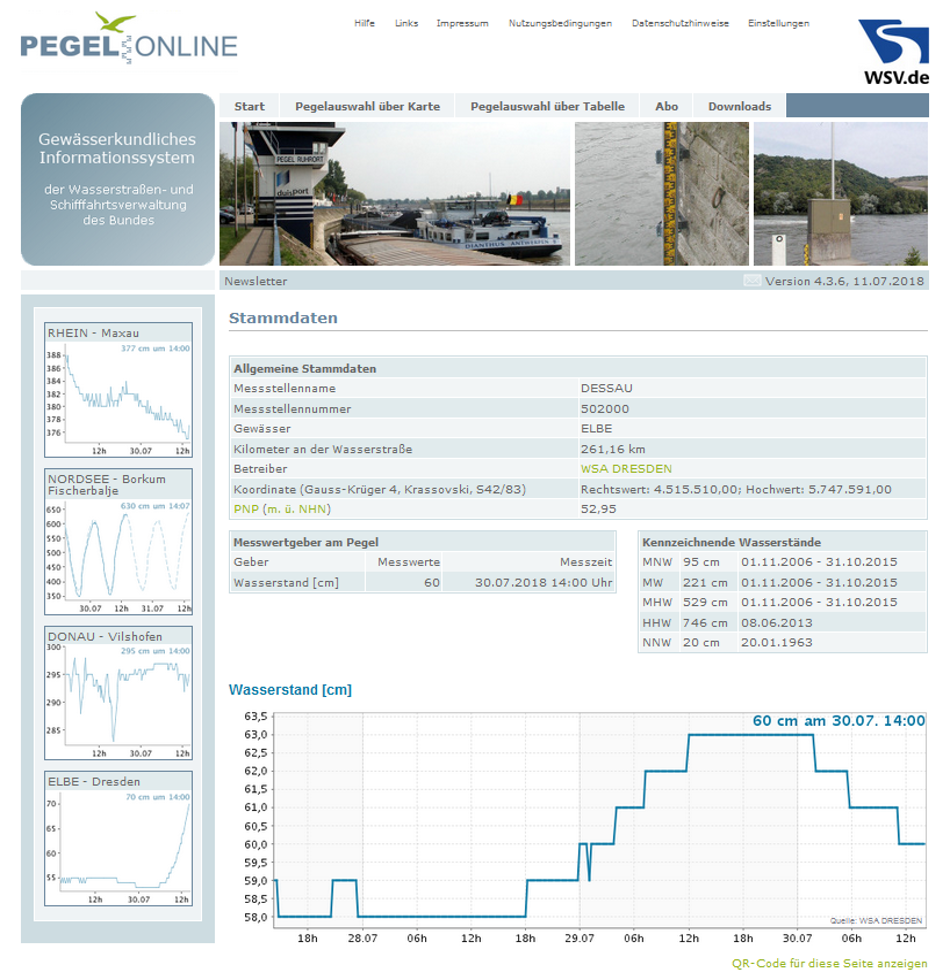 Hilfe Links Impressum Nutzungsbedingungen Datenschutzhinweise Einstellungen
PEGEL ONLINE
WSV.de
Start Pegelauswahl über Karte Pegelauswahl über Tabelle Abo Downloads
Gewässerkundliches
Informationssystem
der Wasserstraßen- und
Schifffahrtsverwaltung
des Bundes
PEGEL RUHRORT
duisport
DIANTHUS ANTWERPEN
Newsletter Version 4.3.6, 11.07.2018
RHEIN - Maxau
377 cm um 14:00
388
386
384
382
380
378
376
12h 30.07 12h
NORDSEE - Borkum
Fischerbalje
630 cm um 14:07
650
600
550
500
450
400
350
30.07 12h 31.07 12h
DONAU - Vilshofen
295 cm um 14:00
300
295
290
285
12h 30.07 12h
ELBE - Dresden
70 cm um 14:00
70
65
60
55
12h 30.07 12h
Stammdaten
Allgemeine Stammdaten
Messstellenname DESSAU
Messstellennummer 502000
Gewässer ELBE
Kilometer an der Wasserstraße 261,16 km
Betreiber WSA DRESDEN
Koordinate (Gauss-Krüger 4, Krassovski, S42/83) Rechtswert: 4.515.510,00; Hochwert: 5.747.591,00
PNP (m. ü. NHN) 52,95
Messwertgeber am Pegel
Geber Messwerte Messzeit
Wasserstand [cm] 60 30.07.2018 14:00 Uhr
Kennzeichnende Wasserstände
MNW 95 cm 01.11.2006 - 31.10.2015
MW 221 cm 01.11.2006 - 31.10.2015
MHW 529 cm 01.11.2006 - 31.10.2015
HHW 746 cm 08.06.2013
NNW 20 cm 20.01.1963
Wasserstand [cm]
60 cm am 30.07. 14:00
63,5
63,0
62,5
62,0
61,5
61,0
60,5
60,0
59,5
59,0
58,5
58,0
Quelle: WSA DRESDEN
18h 28.07 06h 12h 18h 29.07 06h 12h 18h 30.07 06h 12h
QR-Code für diese Seite anzeigen